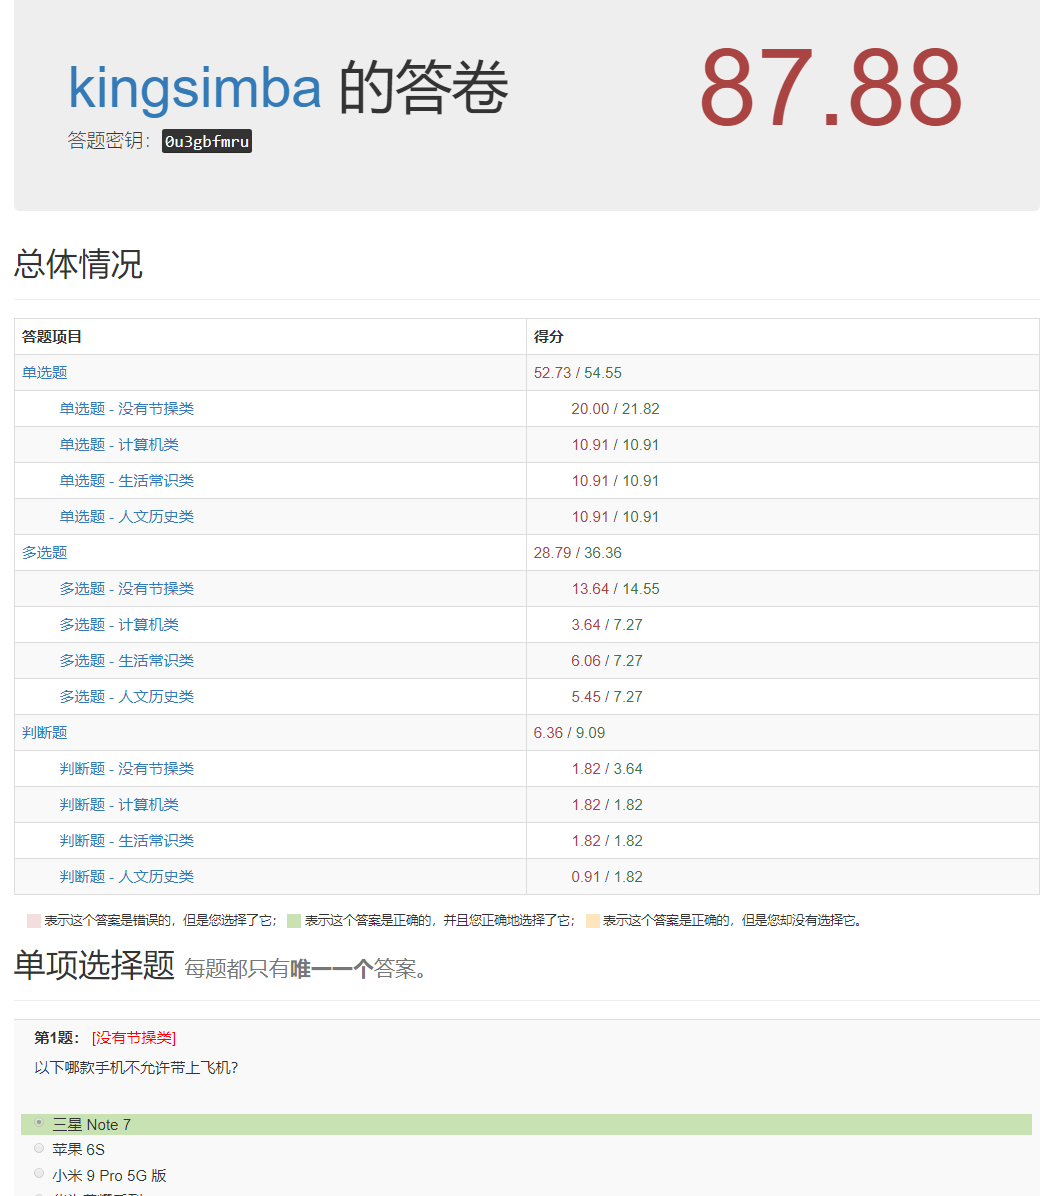 kingsimba 的答卷
87.88
答题密钥： 0u3gbfmru
总体情况
答题项目 得分
单选题 52.73 / 54.55
单选题 - 没有节操类 20.00 / 21.82
单选题 - 计算机类 10.91 / 10.91
单选题 - 生活常识类 10.91 / 10.91
单选题 - 人文历史类 10.91 / 10.91
多选题 28.79 / 36.36
多选题 - 没有节操类 13.64 / 14.55
多选题 - 计算机类 3.64 / 7.27
多选题 - 生活常识类 6.06 / 7.27
多选题 - 人文历史类 5.45 / 7.27
判断题 6.36 / 9.09
判断题 - 没有节操类 1.82 / 3.64
判断题 - 计算机类 1.82 / 1.82
判断题 - 生活常识类 1.82 / 1.82
判断题 - 人文历史类 0.91 / 1.82
表示这个答案是错误的，但是您选择了它； 表示这个答案是正确的，并且您正确地选择了它； 表示这个答案是正确的，但是您却没有选择它。
单项选择题 每题都只有唯一一个答案。
第1题： [没有节操类]
以下哪款手机不允许带上飞机?
三星 Note 7
苹果 6S
小米 9 Pro 5G 版